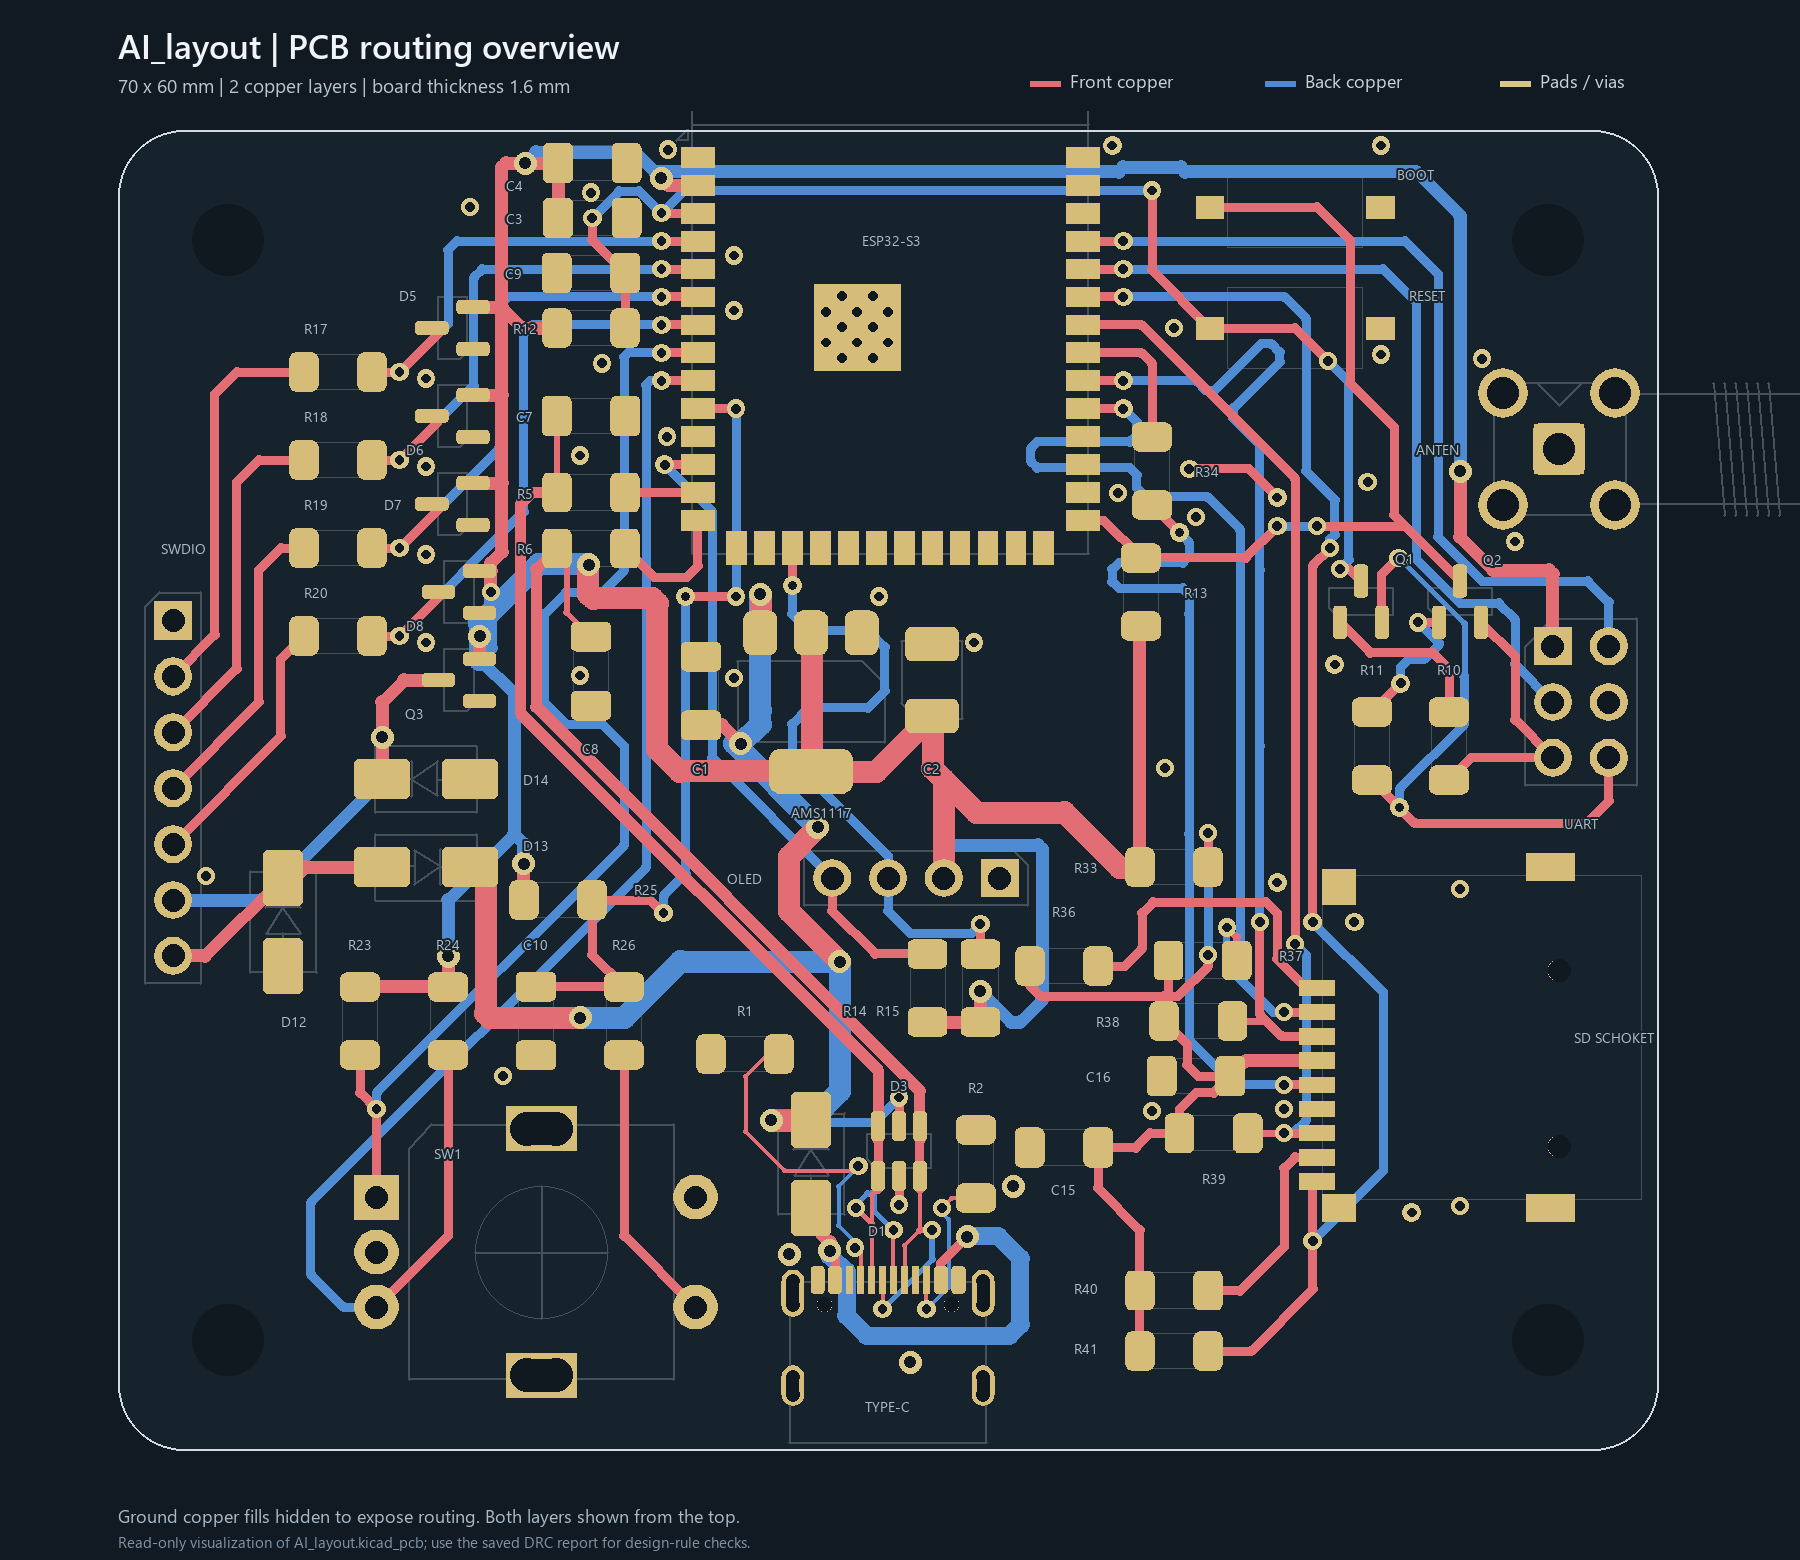 AI_layout | PCB routing overview
70 x 60 mm | 2 copper layers | board thickness 1.6 mm
Front copper
Back copper
Pads / vias
BOOT
C4
C3
ESP32-S3
C9
D5
RESET
R17
R12
R18
C7
D6
ANTEN
R34
R5
R19
D7
SWDIO
R6
Q1
Q2
R20
R13
D8
R11
R10
Q3
C8
C1
C2
D14
AMS1117
UART
D13
R33
OLED
R25
R36
R23
R24
C10
R26
R37
D12
R1
R14
R15
R38
SD SCHOKET
C16
D3
R2
SW1
R39
C15
D1
R40
R41
TYPE-C
Ground copper fills hidden to expose routing. Both layers shown from the top.
Read-only visualization of AI_layout.kicad_pcb; use the saved DRC report for design-rule checks.